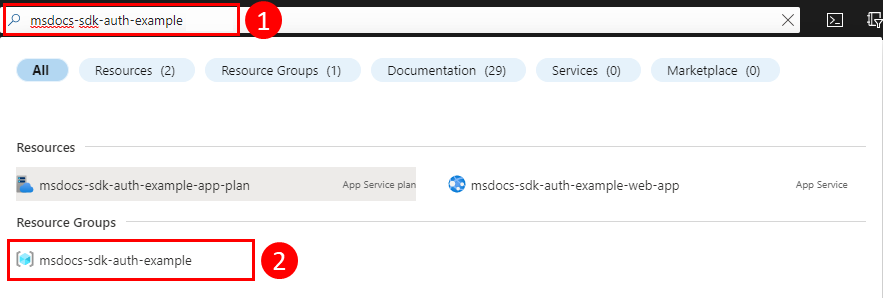 msdocs-sdk-auth-example 1
All Resources (2) Resource Groups (1) Documentation (29) Services (0) Marketplace (0)
Resources
msdocs-sdk-auth-example-app-plan App Service plan msdocs-sdk-auth-example-web-app App Service
Resource Groups
msdocs-sdk-auth-example 2